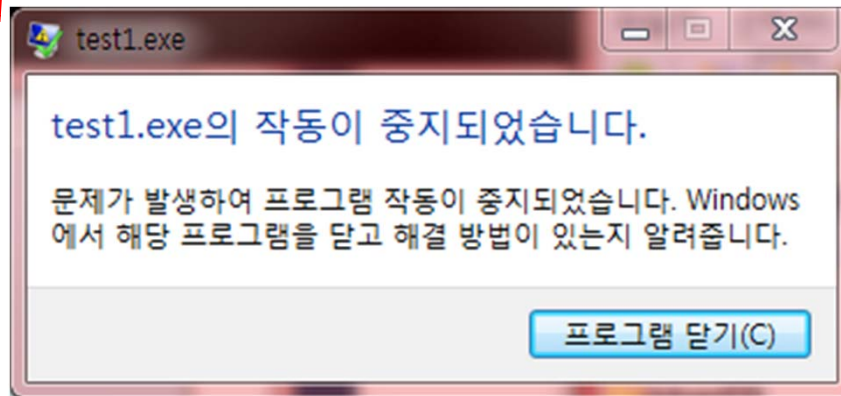 test1.exe
test1.exe의 작동이 중지되었습니다.
문제가 발생하여 프로그램 작동이 중지되었습니다. Windows
에서 해당 프로그램을 닫고 해결 방법이 있는지 알려줍니다.
프로그램 닫기(C)